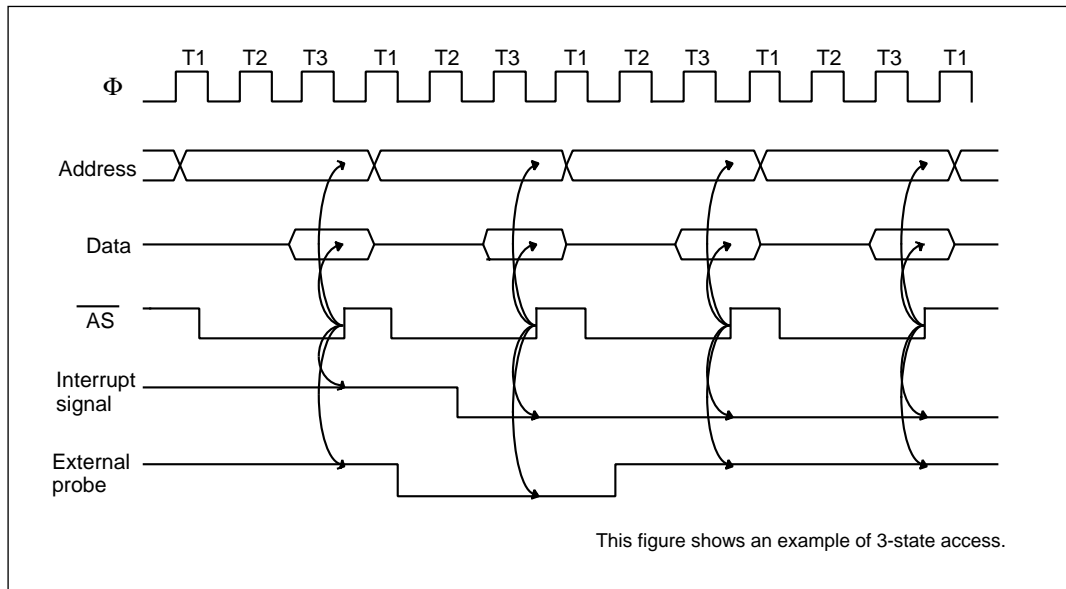 T1 T2 T3 T1 T2 T3 T1 T2 T3 T1 T2 T3 T1
Φ
Address
Data
AS
Interrupt
signal
External
probe
This figure shows an example of 3-state access.